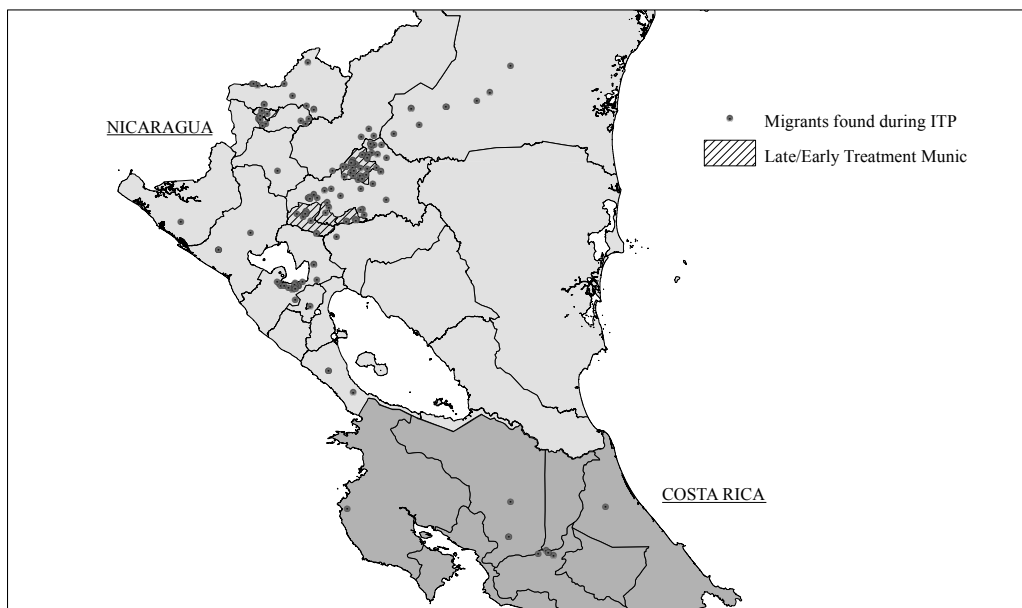 NICARAGUA
Migrants found during ITP
Late/Early Treatment Munic
COSTA RICA